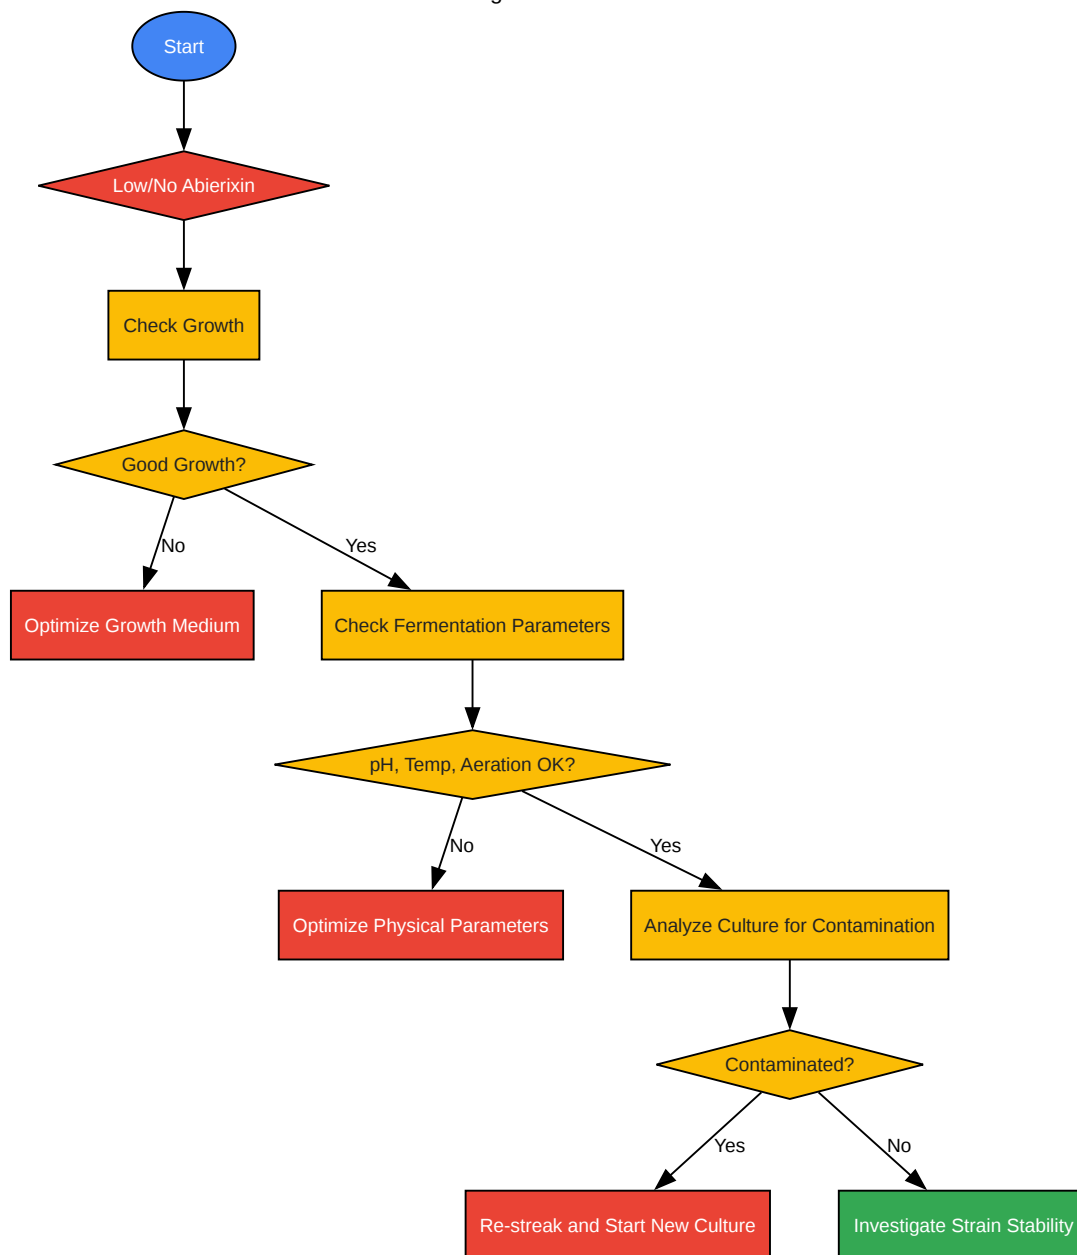 Start
Low/No Abierixin
Check Growth
Good Growth?
No
Yes
Optimize Growth Medium
Check Fermentation Parameters
pH, Temp, Aeration OK?
No
Yes
Optimize Physical Parameters
Analyze Culture for Contamination
Contaminated?
Yes
No
Re-streak and Start New Culture
Investigate Strain Stability